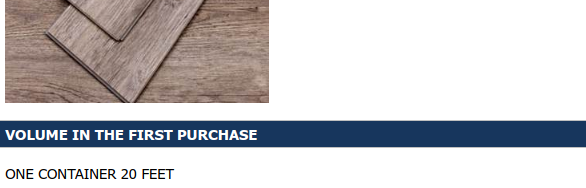 VOLUME IN THE FIRST PURCHASE
ONE CONTAINER 20 FEET